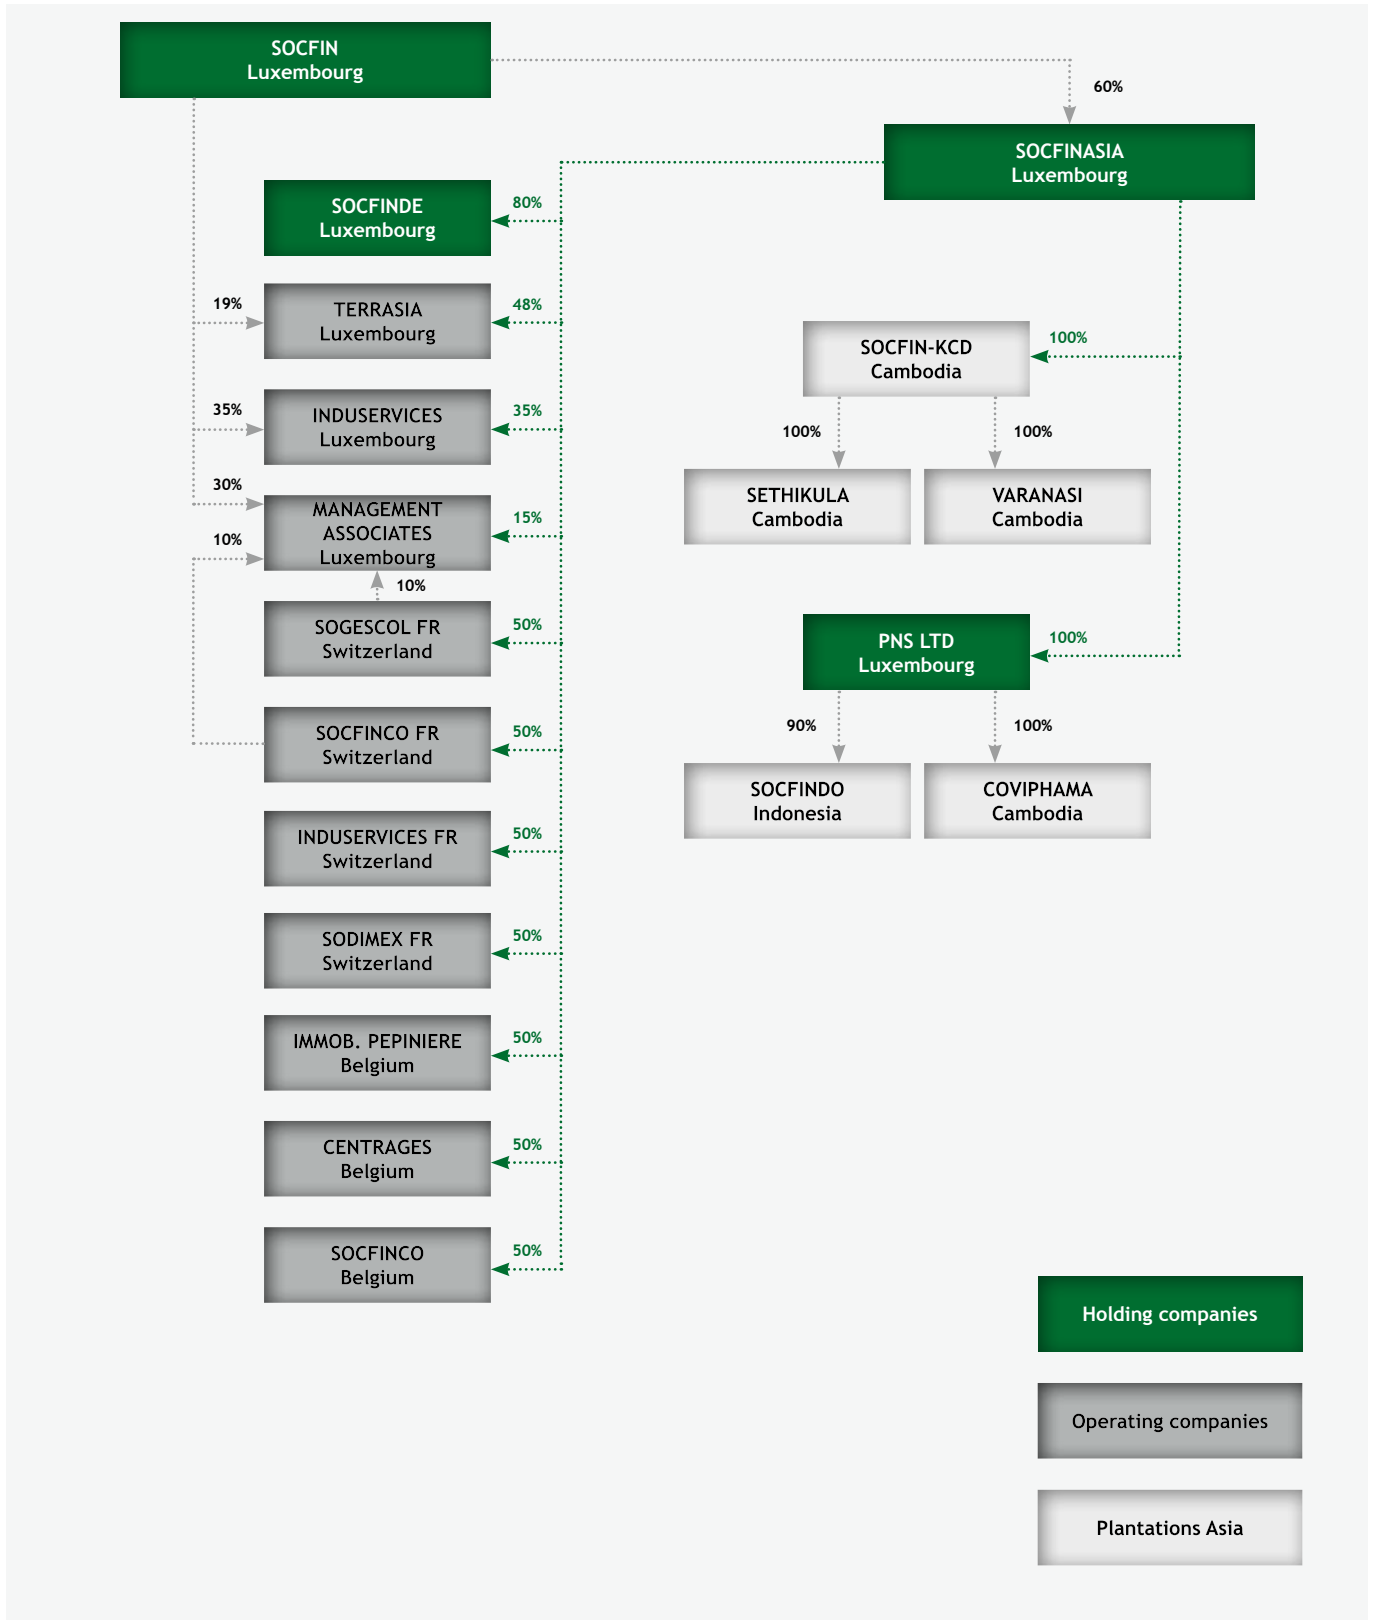 SOCFIN
Luxembourg
60%
SOCFINASIA
Luxembourg
SOCFINDE
Luxembourg
80%
19%
TERRASIA
Luxembourg
48%
35%
INDUSERVICES
Luxembourg
35%
30%
10%
MANAGEMENT
ASSOCIATES
Luxembourg
15%
10%
SOGESCOL FR
Switzerland
50%
SOCFINCO FR
Switzerland
50%
INDUSERVICES FR
Switzerland
50%
SODIMEX FR
Switzerland
50%
IMMOB. PEPINIERE
Belgium
50%
CENTRAGES
Belgium
50%
SOCFINCO
Belgium
50%
SOCFIN-KCD
Cambodia
100%
100%
100%
SETHIKULA
Cambodia
VARANASI
Cambodia
PNS LTD
Luxembourg
100%
90%
100%
SOCFINDO
Indonesia
COVIPHAMA
Cambodia
Holding companies
Operating companies
Plantations Asia